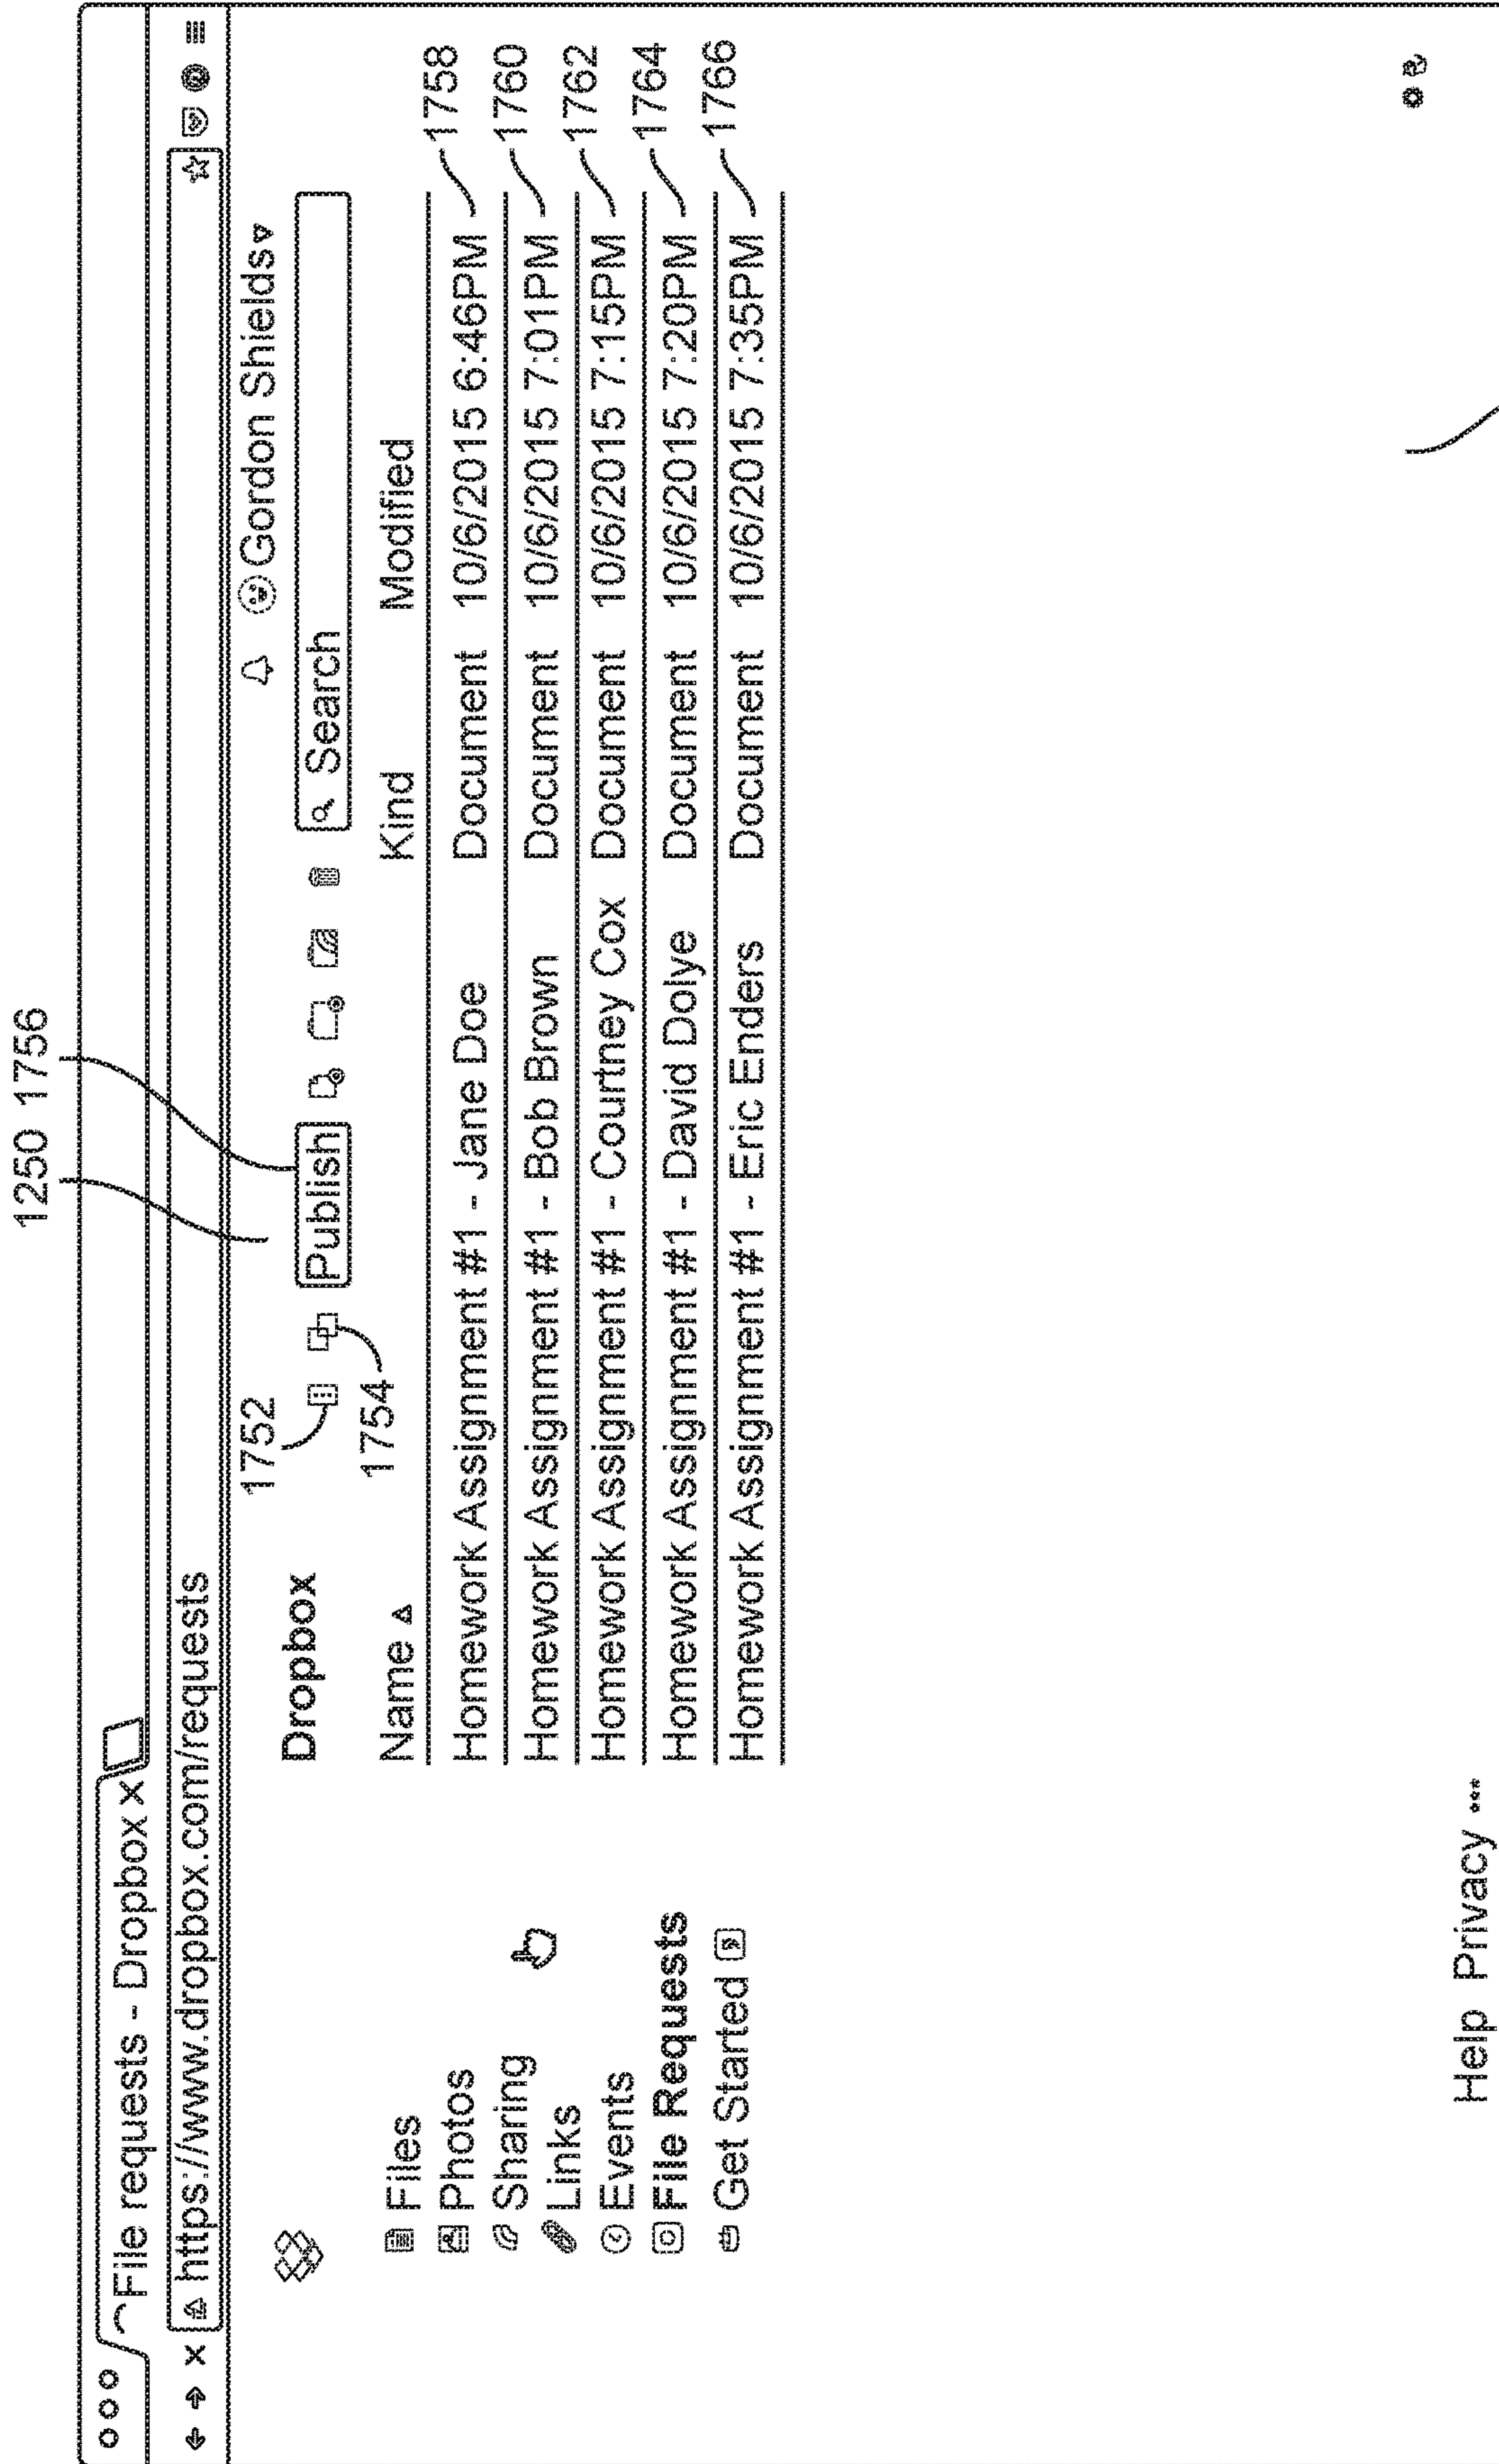 1250 1756
File requests - Dropbox x
https://www.dropbox.com/requests
Gordon Shields
1752
Dropbox
Publish
Search
1754
Name Kind Modified
Homework Assignment #1 - Jane Doe Document 10/6/2015 6:46PM 1758
Homework Assignment #1 - Bob Brown Document 10/6/2015 7:01PM 1760
Homework Assignment #1 - Courtney Cox Document 10/6/2015 7:15PM 1762
Homework Assignment #1 - David Dolye Document 10/6/2015 7:20PM 1764
Homework Assignment #1 - Eric Enders Document 10/6/2015 7:35PM 1766
Files
Photos
Sharing
Links
Events
File Requests
Get Started
Help Privacy •••